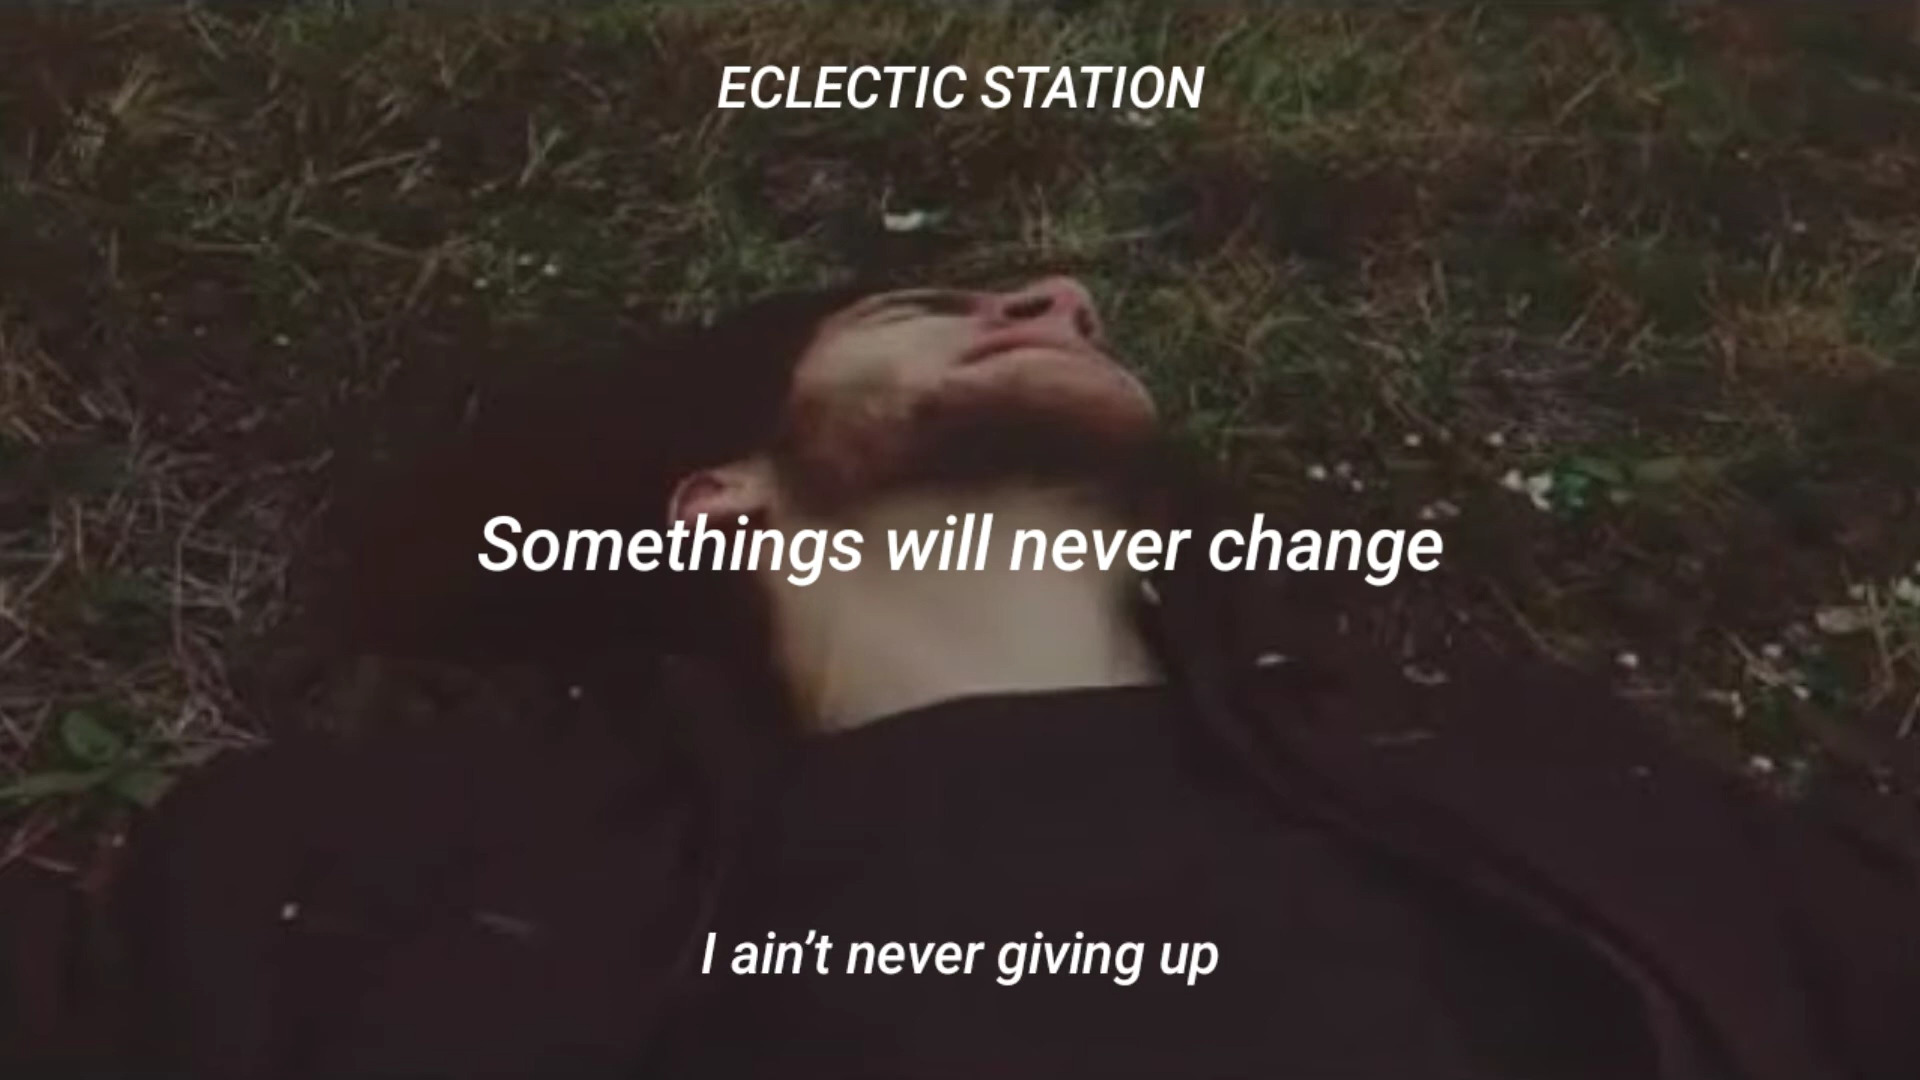 ECLECTIC STATION
Somethings will never change
I ain’t never giving up